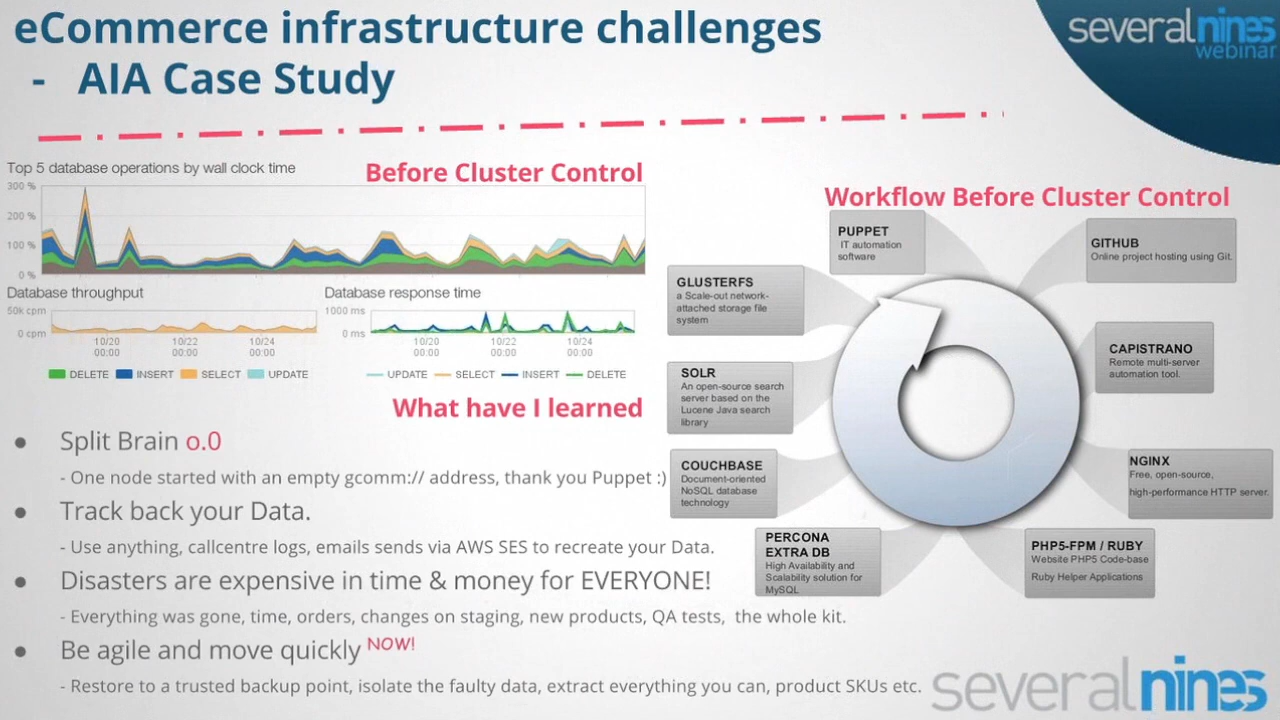 eCommerce infrastructure challenges
- AIA Case Study
severalnines
webinar
Top 5 database operations by wall clock time
Before Cluster Control
300 %
200 %
100 %
0 %
Database throughput
50k cpm
0 cpm
10/20
00:00
10/22
00:00
10/24
00:00
DELETE INSERT SELECT UPDATE
Database response time
1000 ms
0 ms
10/20
00:00
10/22
00:00
10/24
00:00
UPDATE SELECT INSERT DELETE
What have I learned
● Split Brain o.0
- One node started with an empty gcomm:// address, thank you Puppet :)
● Track back your Data.
- Use anything, callcentre logs, emails sends via AWS SES to recreate your Data.
● Disasters are expensive in time & money for EVERYONE!
- Everything was gone, time, orders, changes on staging, new products, QA tests, the whole kit.
● Be agile and move quickly NOW!
- Restore to a trusted backup point, isolate the faulty data, extract everything you can, product SKUs etc.
Workflow Before Cluster Control
PUPPET
IT automation
software
GITHUB
Online project hosting using Git.
CAPISTRANO
Remote multi-server
automation tool.
NGINX
Free, open-source,
high-performance HTTP server.
PHP5-FPM / RUBY
Website PHP5 Code-base
Ruby Helper Applications
PERCONA
EXTRA DB
High Availability and
Scalability solution for
MySQL
COUCHBASE
Document-oriented
NoSQL database
technology
SOLR
An open-source search
server based on the
Lucene Java search
library
GLUSTERFS
a Scale-out network-
attached storage file
system
severalnines